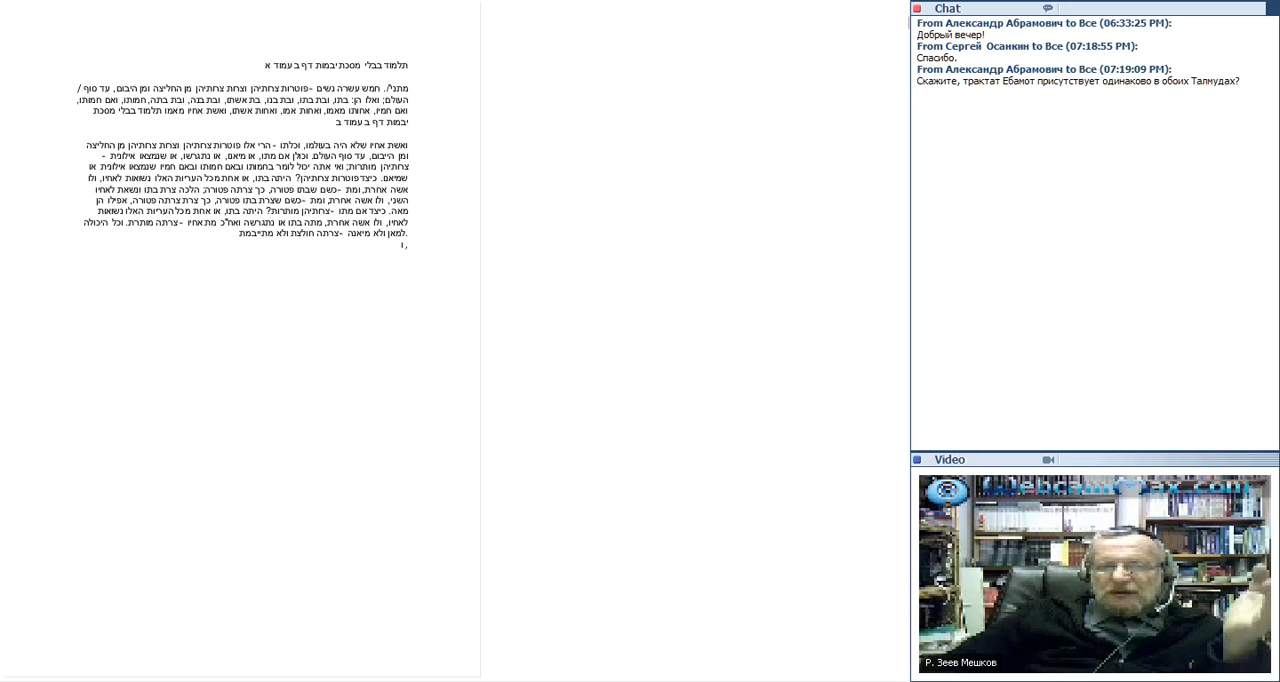 תלמוד בבלי מסכת יבמות דף ב עמוד א
מתני'/. חמש עשרה נשים -פוטרות צרותיהן וצרות צרותיהן מן החליצה ומן היבום, עד סוף /
העולם; ואלו הן: בתו, ובת בתו, ובת בנו, בת אשתו, ובת בנה, ובת בתה, חמותו, ואם חמותו,
ואם חמיו, אחותו מאמו, ואחות אמו, ואחות אשתו, ואשת אחיו מאמו תלמוד בבלי מסכת
יבמות דף ב עמוד ב
ואשת אחיו שלא היה בעולמו, וכלתו - הרי אלו פוטרות צרותיהן וצרות צרותיהן מן החליצה
ומן הייבום, עד סוף העולם. וכולן אם מתו, או מיאנו, או נתגרשו, או שנמצאו אילונית -
צרותיהן מותרות; ואי אתה יכול לומר בחמותו ובאם חמותו ובאם חמיו שנמצאו אילונית או
שמיאנו. כיצד פוטרות צרותיהן? היתה בתו, או אחת מכל העריות האלו נשואות לאחיו, ולו
אשה אחרת, ומת -כשם שבתו פטורה, כך צרתה פטורה; הלכה צרת בתו ונשאת לאחיו
השני, ולו אשה אחרת, ומת -כשם שצרת בתו פטורה, כך צרת צרתה פטורה, אפילו הן
מאה. כיצד אם מתו -צרותיהן מותרות? היתה בתו, או אחת מכל העריות האלו נשואות
לאחיו, ולו אשה אחרת, מתה בתו או נתגרשה ואח"כ מת אחיו -צרתה מותרת. וכל היכולה
.למאן ולא מיאנה -צרתה חולצת ולא מתייבמת
, ו
Chat
From Александр Абрамович to Все (06:33:25 PM):
Добрый вечер!
From Сергей Осанкин to Все (07:18:55 PM):
Спасибо.
From Александр Абрамович to Все (07:19:09 PM):
Скажите, трактат Ебамот присутствует одинаково в обоих Талмудах?
Video
WebcamMax.com
Р. Зеев Мешков